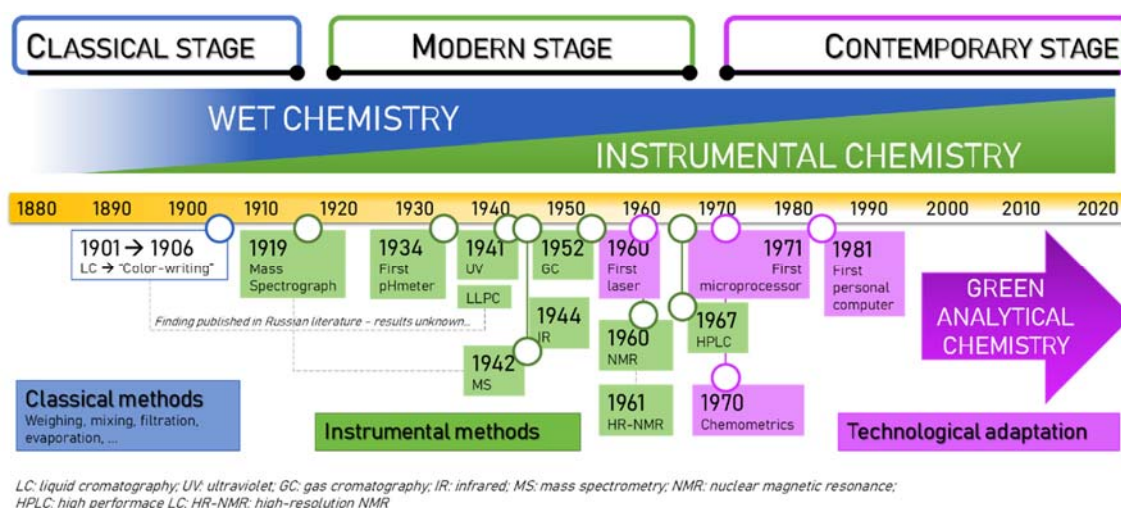 CLASSICAL STAGE
MODERN STAGE
CONTEMPORARY STAGE
WET CHEMISTRY
INSTRUMENTAL CHEMISTRY
1880 1890 1900 1910 1920 1930 1940 1950 1960 1970 1980 1990 2000 2010 2020
1901 → 1906
LC → "Color-writing"
1919
Mass
Spectrograph
1934
First
pHmeter
1941
UV
LLPC
1952
GC
1960
First
laser
1971
First
microprocessor
1981
First
personal
computer
Finding published in Russian literature – results unknown...
1944
IR
1942
MS
1960
NMR
1967
HPLC
1961
HR-NMR
1970
Chemometrics
GREEN
ANALYTICAL
CHEMISTRY
Classical methods
Weighing, mixing, filtration,
evaporation, ...
Instrumental methods
Technological adaptation
LC: liquid cromatography; UV: ultraviolet; GC: gas cromatography; IR: infrared; MS: mass spectrometry; NMR: nuclear magnetic resonance;
HPLC: high performace LC; HR-NMR: high-resolution NMR